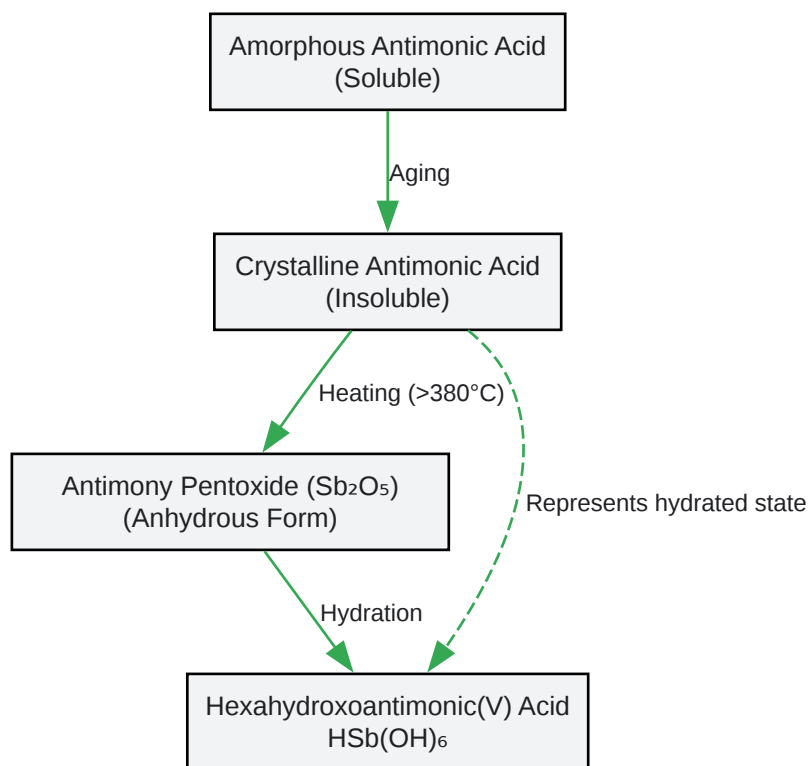 Amorphous Antimonic Acid
(Soluble)
Aging
Crystalline Antimonic Acid
(Insoluble)
Heating (>380°C)
Antimony Pentoxide (Sb₂O₅)
(Anhydrous Form)
Represents hydrated state
Hydration
Hexahydroxoantimonic(V) Acid
HSb(OH)₆